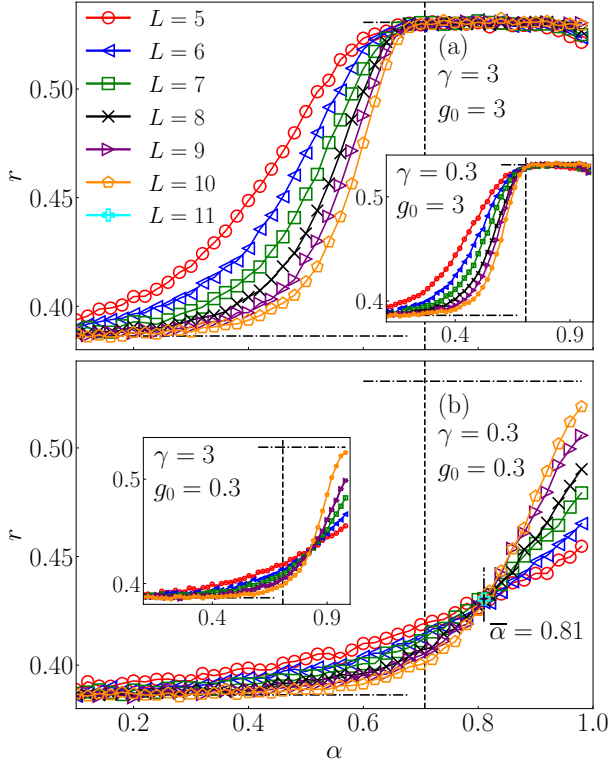 L = 5
L = 6
L = 7
L = 8
L = 9
L = 10
L = 11
(a)
γ = 3
g₀ = 3
0.50
0.45
0.40
r
γ = 0.3
g₀ = 3
0.5
0.4
0.4 0.9
(b)
γ = 0.3
g₀ = 0.3
0.50
0.45
0.40
r
γ = 3
g₀ = 0.3
0.5
0.4
0.4 0.9
α̅ = 0.81
0.2 0.4 0.6 0.8 1.0
α